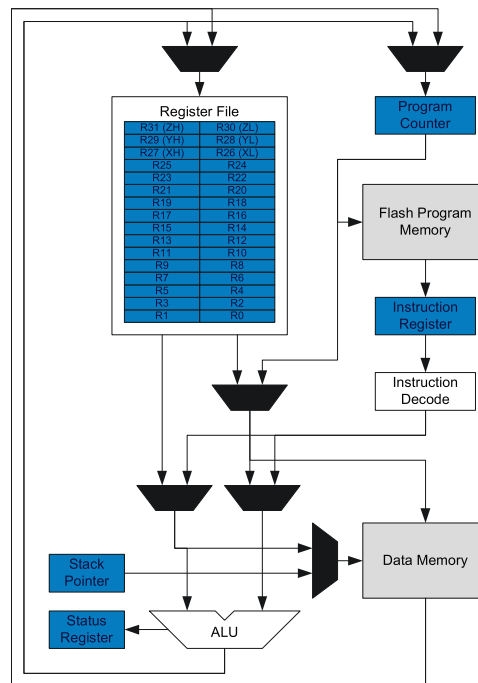 Register File
R31 (ZH) R30 (ZL)
R29 (YH) R28 (YL)
R27 (XH) R26 (XL)
R25 R24
R23 R22
R21 R20
R19 R18
R17 R16
R15 R14
R13 R12
R11 R10
R9 R8
R7 R6
R5 R4
R3 R2
R1 R0
Program
Counter
Flash Program
Memory
Instruction
Register
Instruction
Decode
Data Memory
Stack
Pointer
Status
Register
ALU